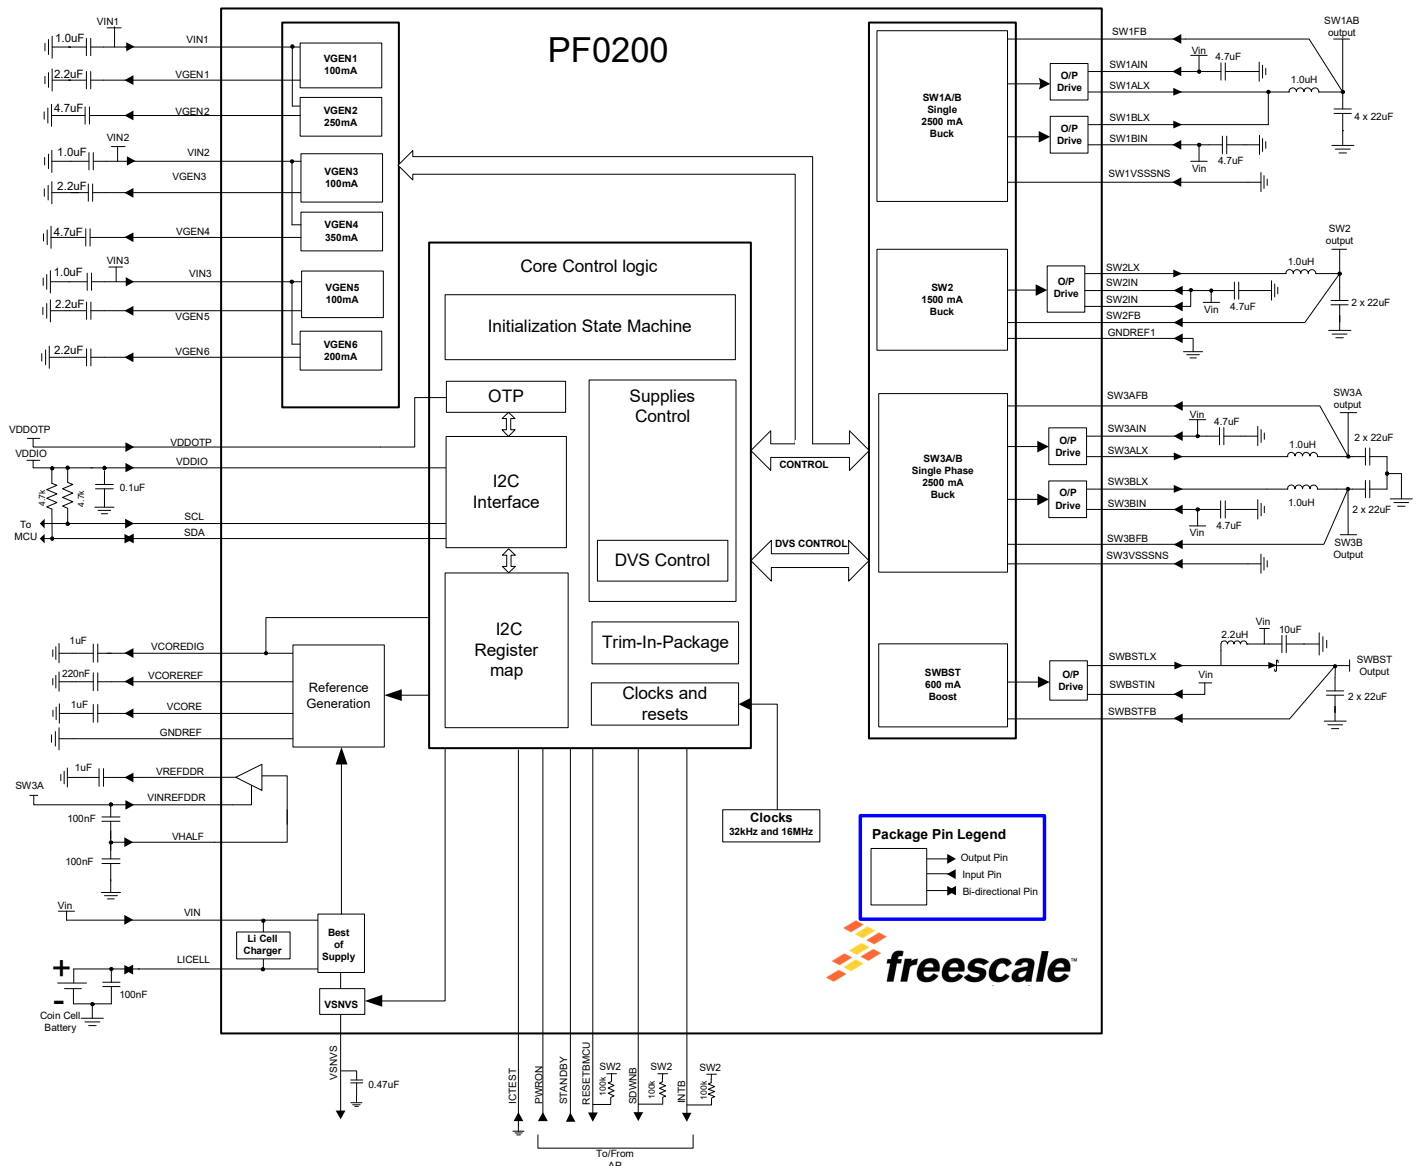 PF0200
VIN1
1.0uF
VIN1
2.2uF
VGEN1
4.7uF
VGEN2
VIN2
1.0uF
VIN2
2.2uF
VGEN3
4.7uF
VGEN4
VIN3
1.0uF
VIN3
2.2uF
VGEN5
2.2uF
VGEN6
VGEN1
100mA
VGEN2
250mA
VGEN3
100mA
VGEN4
350mA
VGEN5
100mA
VGEN6
200mA
VDDOTP
VDDOTP
VDDIO
VDDIO
4.7k
4.7k
0.1uF
To
MCU
SCL
SDA
1uF
VCOREDIG
220nF
VCOREREF
1uF
VCORE
GNDREF
Reference
Generation
1uF
VREFDDR
SW3A
VINREFDDR
100nF
VHALF
100nF
Vin
VIN
Li Cell
Charger
Best
of
Supply
LICELL
+
-
100nF
Coin Cell
Battery
VSNVS
VSNVS
0.47uF
Core Control logic
Initialization State Machine
OTP
I2C
Interface
I2C
Register
map
Supplies
Control
DVS Control
Trim-In-Package
Clocks and
resets
Clocks
32kHz and 16MHz
CONTROL
DVS CONTROL
ICTEST
PWRON
STANDBY
RESETBMCU
100k
SW2
SDWNB
100k
SW2
INTB
100k
SW2
To/From
AP
SW1A/B
Single
2500 mA
Buck
O/P
Drive
O/P
Drive
SW1FB
SW1AIN
Vin
4.7uF
SW1ALX
1.0uH
SW1AB
output
4 x 22uF
SW1BLX
SW1BIN
Vin
4.7uF
SW1VSSSNS
SW2
1500 mA
Buck
O/P
Drive
SW2LX
1.0uH
SW2
output
SW2IN
SW2IN
Vin
4.7uF
2 x 22uF
SW2FB
GNDREF1
SW3A/B
Single Phase
2500 mA
Buck
O/P
Drive
O/P
Drive
SW3AFB
SW3A
output
SW3AIN
Vin
4.7uF
SW3ALX
1.0uH
2 x 22uF
SW3BLX
1.0uH
2 x 22uF
SW3BIN
Vin
4.7uF
SW3BFB
SW3B
Output
SW3VSSSNS
SWBST
600 mA
Boost
O/P
Drive
SWBSTLX
2.2uH
Vin
10uF
SWBST
Output
SWBSTIN
Vin
2 x 22uF
SWBSTFB
Package Pin Legend
Output Pin
Input Pin
Bi-directional Pin
freescale™